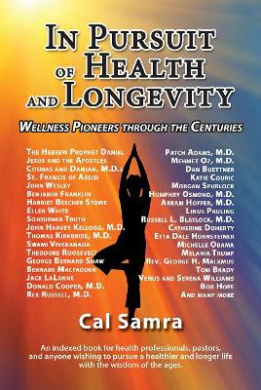 IN PURSUIT
OF HEALTH
AND LONGEVITY
WELLNESS PIONEERS THROUGH THE CENTURIES
THE HEBREW PROPHET DANIEL
JESUS AND THE APOSTLES
COSMAS AND DAMIAN, M.D.S
ST. FRANCIS OF ASSISI
JOHN WESLEY
BENJAMIN FRANKLIN
HARRIET BEECHER STOWE
ELLEN WHITE
SOJOURNER TRUTH
JOHN HARVEY KELLOGG, M.D.
THOMAS KIRKBRIDE, M.D.
SWAMI VIVEKANADA
THEODORE ROOSEVELT
GEORGE BERNARD SHAW
BERNARR MACFADDEN
JACK LALANNE
DONALD COOPER, M.D.
REX RUSSELL, M.D.
PATCH ADAMS, M.D.
MEHMET OZ, M.D.
DAN BUETTNER
KATIE COURIC
MORGAN SPURLOCK
HUMPHRY OSMOND, M.D.
ABRAM HOFFER, M.D.
LINUS PAULING
RUSSELL L. BLAYLOCK, M.D.
CATHERINE DOHERTY
ETTA DALE HORNSTEINER
MICHELLE OBAMA
MELANIA TRUMP
REV. GEORGE H. MALKMUS
TOM BRADY
VENUS AND SERENA WILLIAMS
BOB HOPE
AND MANY MORE
Cal Samra
An indexed book for health professionals, pastors,
and anyone wishing to pursue a healthier and longer life
with the wisdom of the ages.